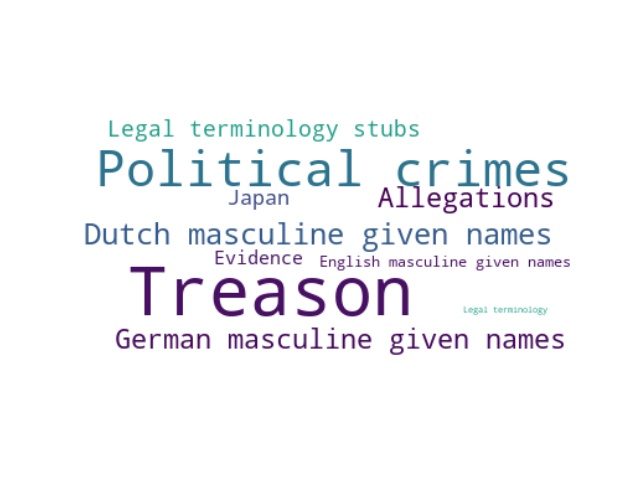 Legal terminology stubs
Political crimes
Japan
Allegations
Dutch masculine given names
Evidence
English masculine given names
Treason
Legal terminology
German masculine given names